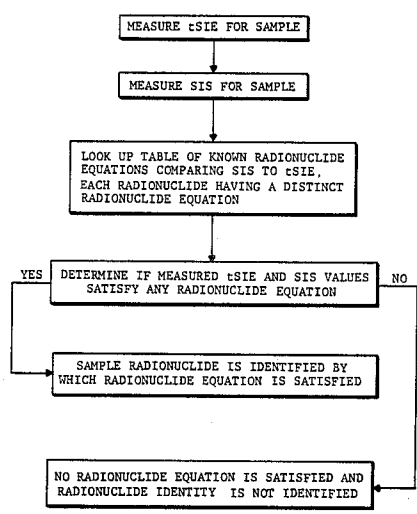 MEASURE tSIE FOR SAMPLE
MEASURE SIS FOR SAMPLE
LOOK UP TABLE OF KNOWN RADIONUCLIDE
EQUATIONS COMPARING SIS TO tSIE,
EACH RADIONUCLIDE HAVING A DISTINCT
RADIONUCLIDE EQUATION
YES
DETERMINE IF MEASURED tSIE AND SIS VALUES
SATISFY ANY RADIONUCLIDE EQUATION
NO
SAMPLE RADIONUCLIDE IS IDENTIFIED BY
WHICH RADIONUCLIDE EQUATION IS SATISFIED
NO RADIONUCLIDE EQUATION IS SATISFIED AND
RADIONUCLIDE IDENTITY IS NOT IDENTIFIED